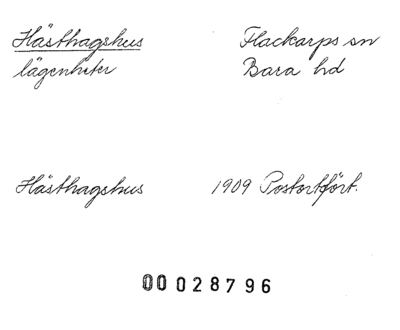 Hästhagshus Flackarps sn
lägenheter Bara hd
Hästhagshus 1909 Postortfört.
00028796